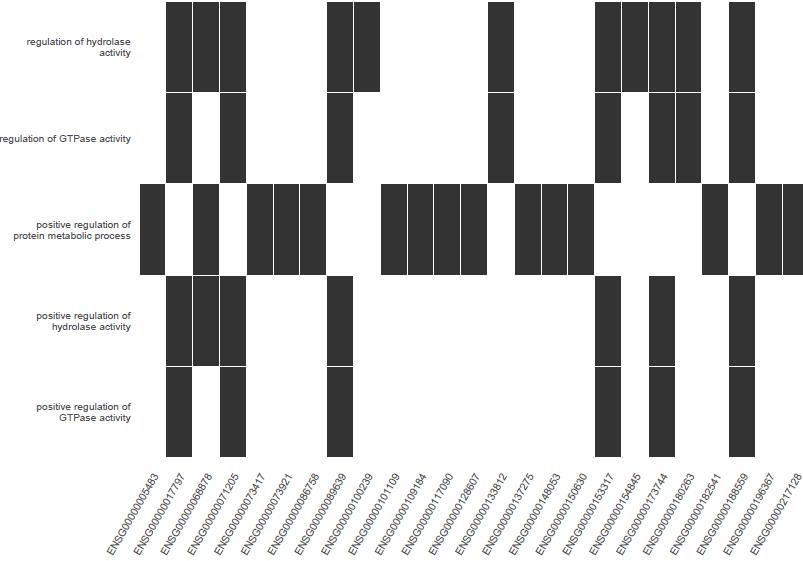 regulation of hydrolase
activity
regulation of GTPase activity
positive regulation of
protein metabolic process
positive regulation of
hydrolase activity
positive regulation of
GTPase activity
ENSG00000005483
ENSG00000017797
ENSG00000068878
ENSG00000071205
ENSG00000073417
ENSG00000073921
ENSG00000086758
ENSG00000089639
ENSG00000100239
ENSG00000101109
ENSG00000109184
ENSG00000117090
ENSG00000128607
ENSG00000133812
ENSG00000137275
ENSG00000148053
ENSG00000150630
ENSG00000153317
ENSG00000154845
ENSG00000173744
ENSG00000180263
ENSG00000182541
ENSG00000188559
ENSG00000196367
ENSG00000217128